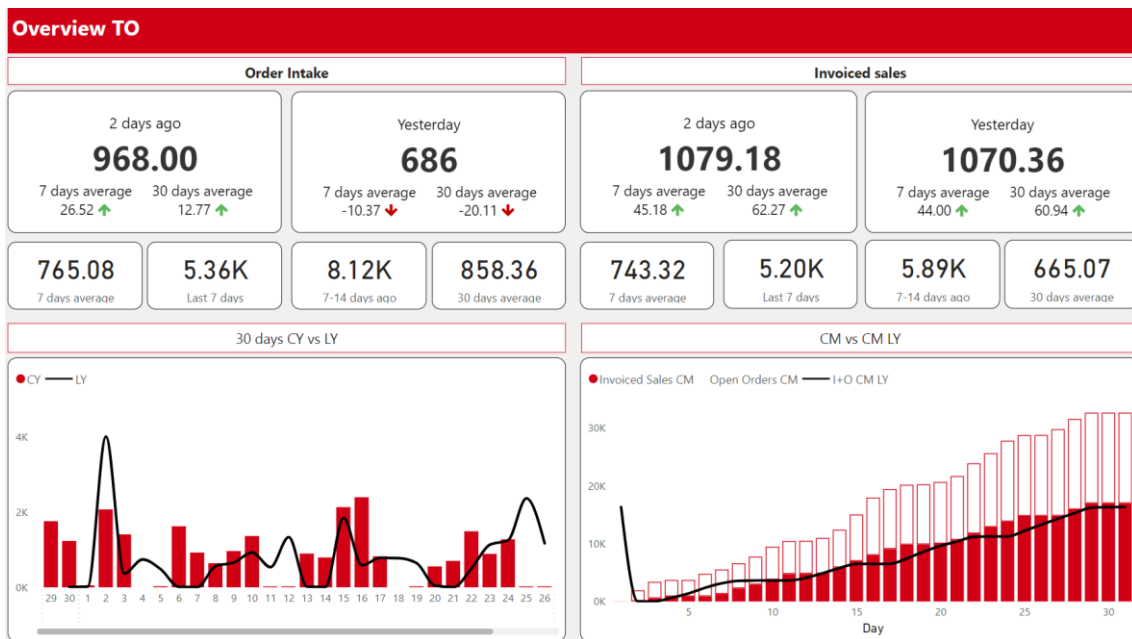 Overview TO
Order Intake
Invoiced sales
2 days ago
968.00
7 days average 30 days average
26.52 -- 12.77
Yesterday
686
7 days average 30 days average
-10.37 -20.11
2 days ago
1079.18
7 days average 30 days average
45.18 62.27
Yesterday
1070.36
7 days average 30 days average
44.00 60.94
765.08
7 days average
5.36K
Last 7 days
8.12K
7-14 days ago
858.36
30 days average
743.32
7 days average
5.20K
Last 7 days
5.89K
7-14 days ago
665.07
30 days average
30 days CY vs LY
CM vs CM LY
CY LY
4K
2K
0K
29 30 1 2 3 4 5 6 7 8 9 10 11 12 13 14 15 16 17 18 19 20 21 22 23 24 25 26
Invoiced Sales CM Open Orders CM I+O CM LY
30K
20K
10K
0K
5 10 15 20 25 30
Day